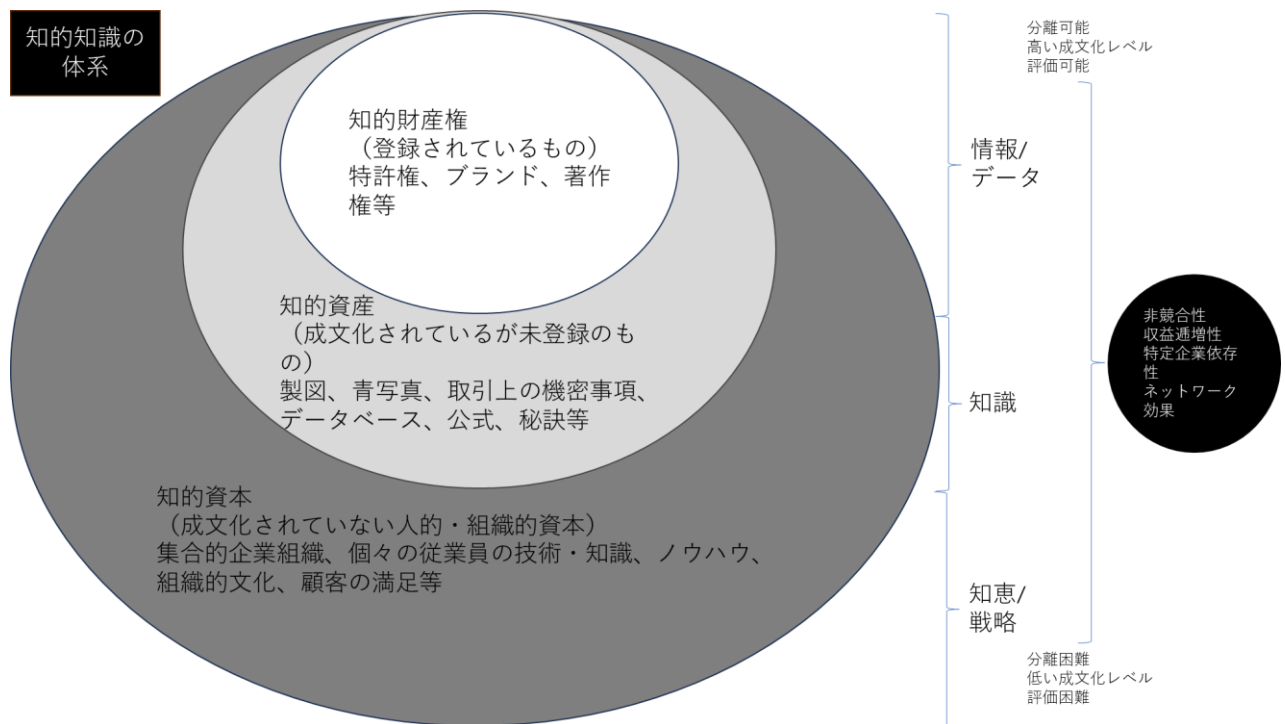 知的知識の
体系
知的財産権
（登録されているもの）
特許権、ブランド、著作
権等
知的資産
（成文化されているが未登録のも
の）
製図、青写真、取引上の機密事項、
データベース、公式、秘訣等
知的資本
（成文化されていない人的・組織的資本）
集合的企業組織、個々の従業員の技術・知識、ノウハウ、
組織的文化、顧客の満足等
情報/
データ
知識
知恵/
戦略
分離可能
高い成文化レベル
評価可能
分離困難
低い成文化レベル
評価困難
非競合性
収益逓増性
特定企業依存
性
ネットワーク
効果